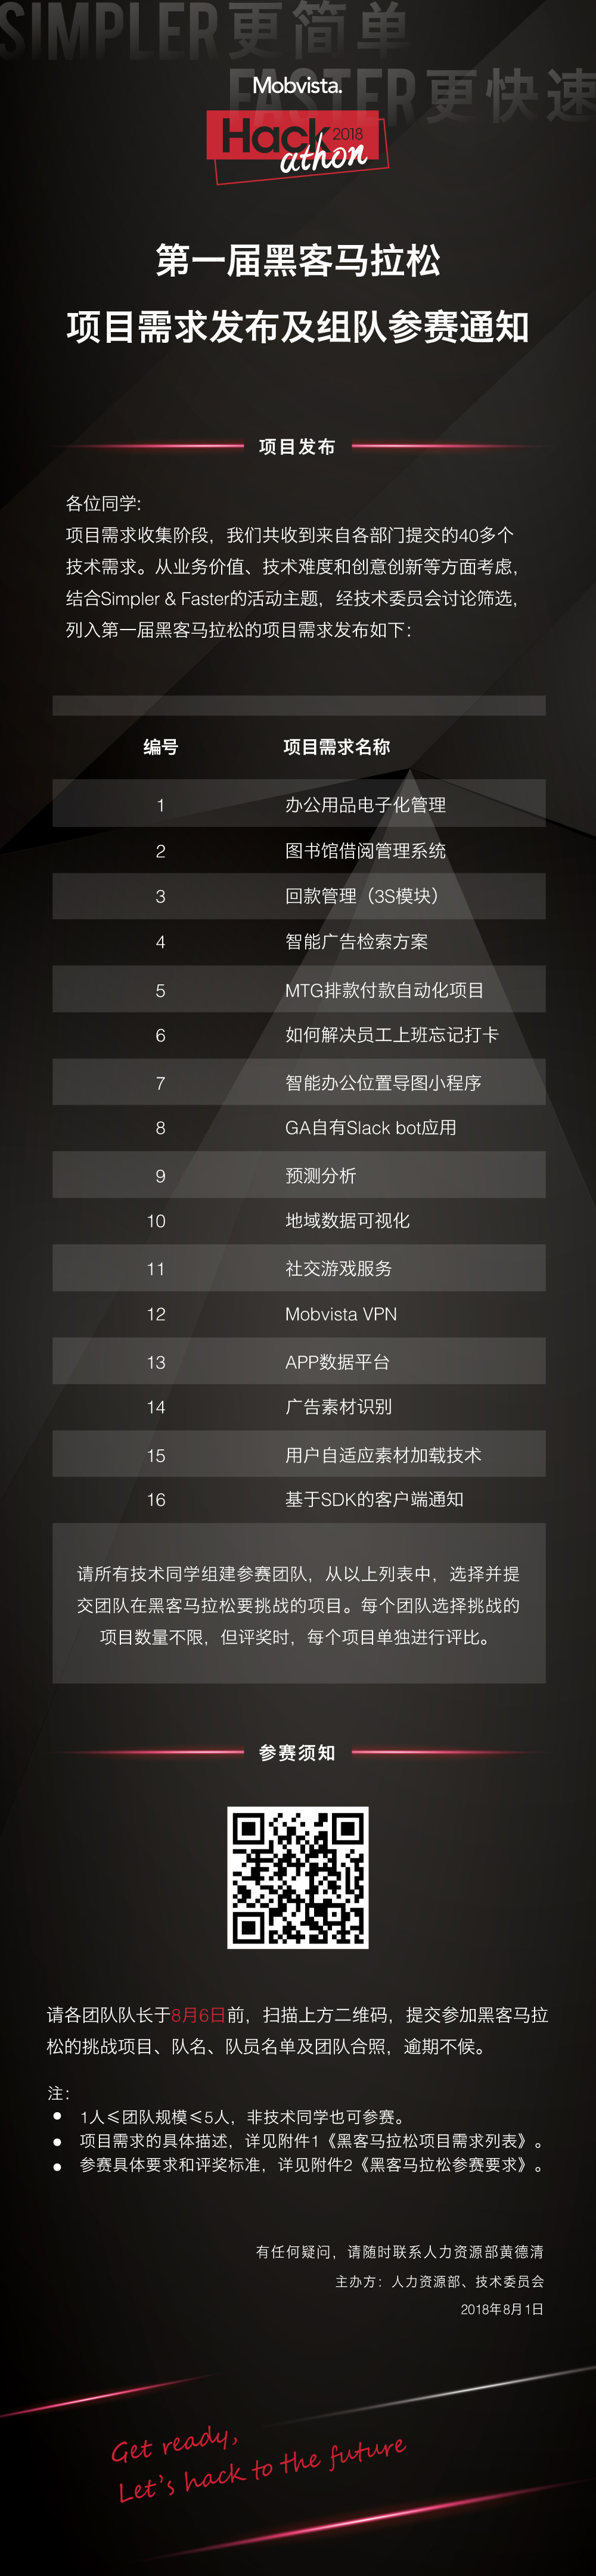 SIMPLER更简单
FASTER更快速
Mobvista.
Hack 2018
athon
第一届黑客马拉松
项目需求发布及组队参赛通知
项目发布
各位同学:
项目需求收集阶段，我们共收到来自各部门提交的40多个
技术需求。从业务价值、技术难度和创意创新等方面考虑，
结合Simpler & Faster的活动主题，经技术委员会讨论筛选，
列入第一届黑客马拉松的项目需求发布如下：
编号 项目需求名称
1 办公用品电子化管理
2 图书馆借阅管理系统
3 回款管理（3S模块）
4 智能广告检索方案
5 MTG排款付款自动化项目
6 如何解决员工上班忘记打卡
7 智能办公位置导图小程序
8 GA自有Slack bot应用
9 预测分析
10 地域数据可视化
11 社交游戏服务
12 Mobvista VPN
13 APP数据平台
14 广告素材识别
15 用户自适应素材加载技术
16 基于SDK的客户端通知
请所有技术同学组建参赛团队，从以上列表中，选择并提
交团队在黑客马拉松要挑战的项目。每个团队选择挑战的
项目数量不限，但评奖时，每个项目单独进行评比。
参赛须知
请各团队队长于8月6日前，扫描上方二维码，提交参加黑客马拉
松的挑战项目、队名、队员名单及团队合照，逾期不候。
注：
● 1人≤团队规模≤5人，非技术同学也可参赛。
● 项目需求的具体描述，详见附件1《黑客马拉松项目需求列表》。
● 参赛具体要求和评奖标准，详见附件2《黑客马拉松参赛要求》。
有任何疑问，请随时联系人力资源部黄德清
主办方：人力资源部、技术委员会
2018年8月1日
Get ready,
Let's hack to the future